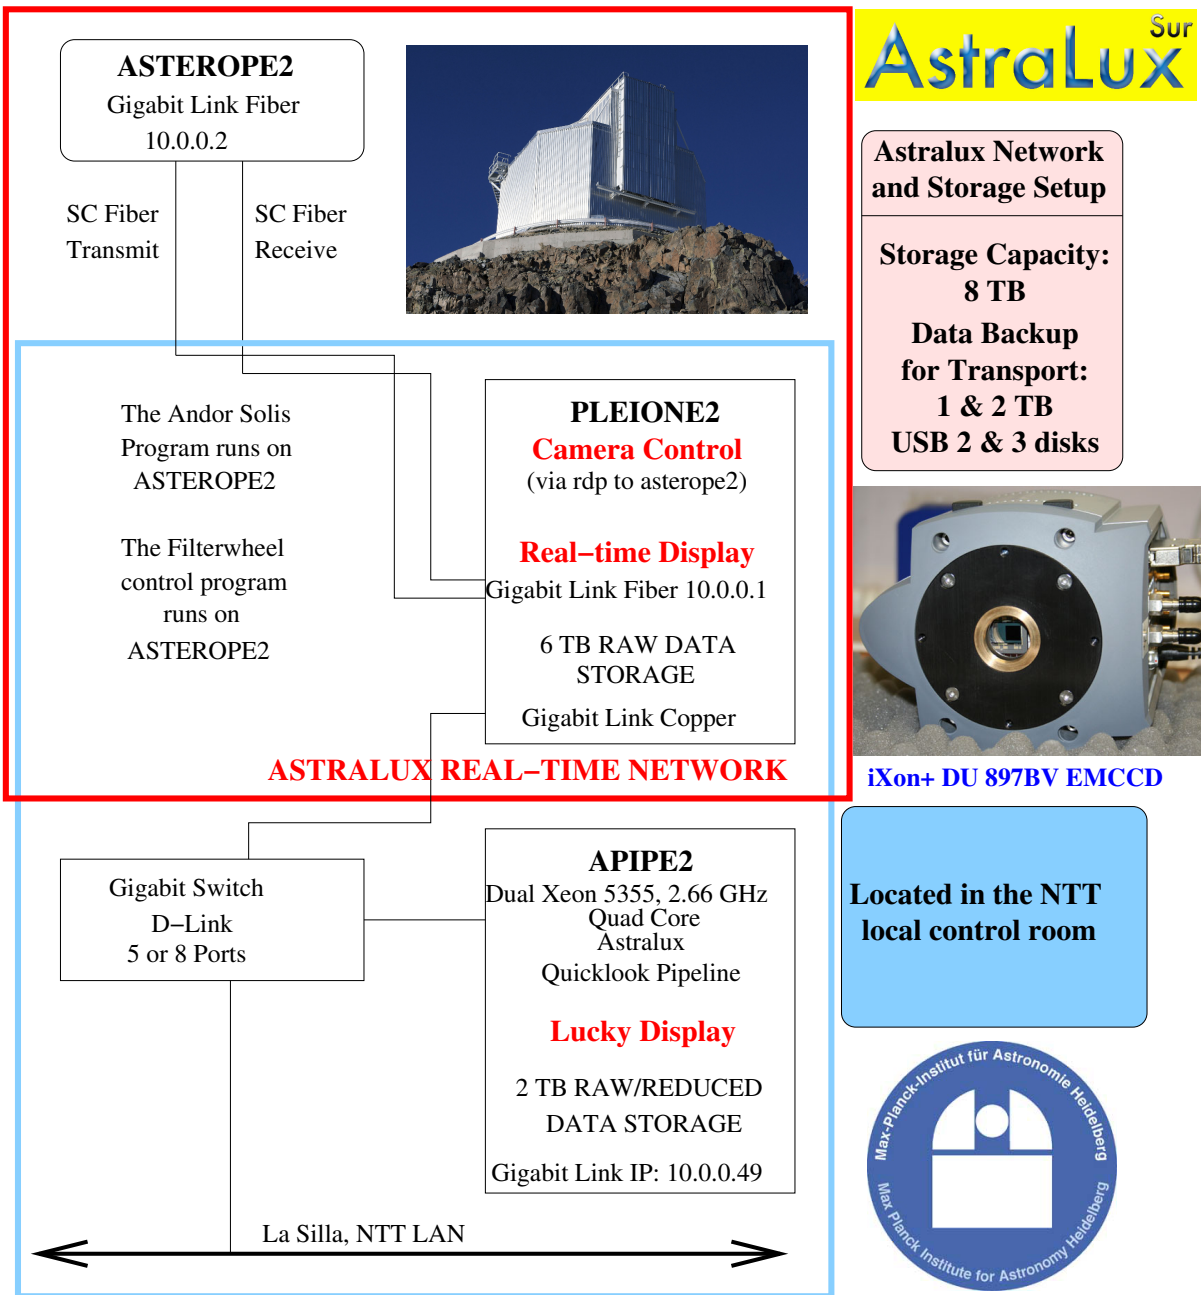 ASTEROPE2
Gigabit Link Fiber
10.0.0.2
SC Fiber
Transmit
SC Fiber
Receive
Sur
AstraLux
Astralux Network
and Storage Setup
Storage Capacity:
8 TB
Data Backup
for Transport:
1 & 2 TB
USB 2 & 3 disks
The Andor Solis
Program runs on
ASTEROPE2
The Filterwheel
control program
runs on
ASTEROPE2
PLEIONE2
Camera Control
(via rdp to asterope2)
Real-time Display
Gigabit Link Fiber 10.0.0.1
6 TB RAW DATA
STORAGE
Gigabit Link Copper
ASTRALUX REAL-TIME NETWORK
iXon+ DU 897BV EMCCD
Gigabit Switch
D-Link
5 or 8 Ports
APIPE2
Dual Xeon 5355, 2.66 GHz
Quad Core
Astralux
Quicklook Pipeline
Lucky Display
2 TB RAW/REDUCED
DATA STORAGE
Gigabit Link IP: 10.0.0.49
Located in the NTT
local control room
La Silla, NTT LAN
Max-Planck-Institut für Astronomie Heidelberg
Max Planck Institute for Astronomy Heidelberg